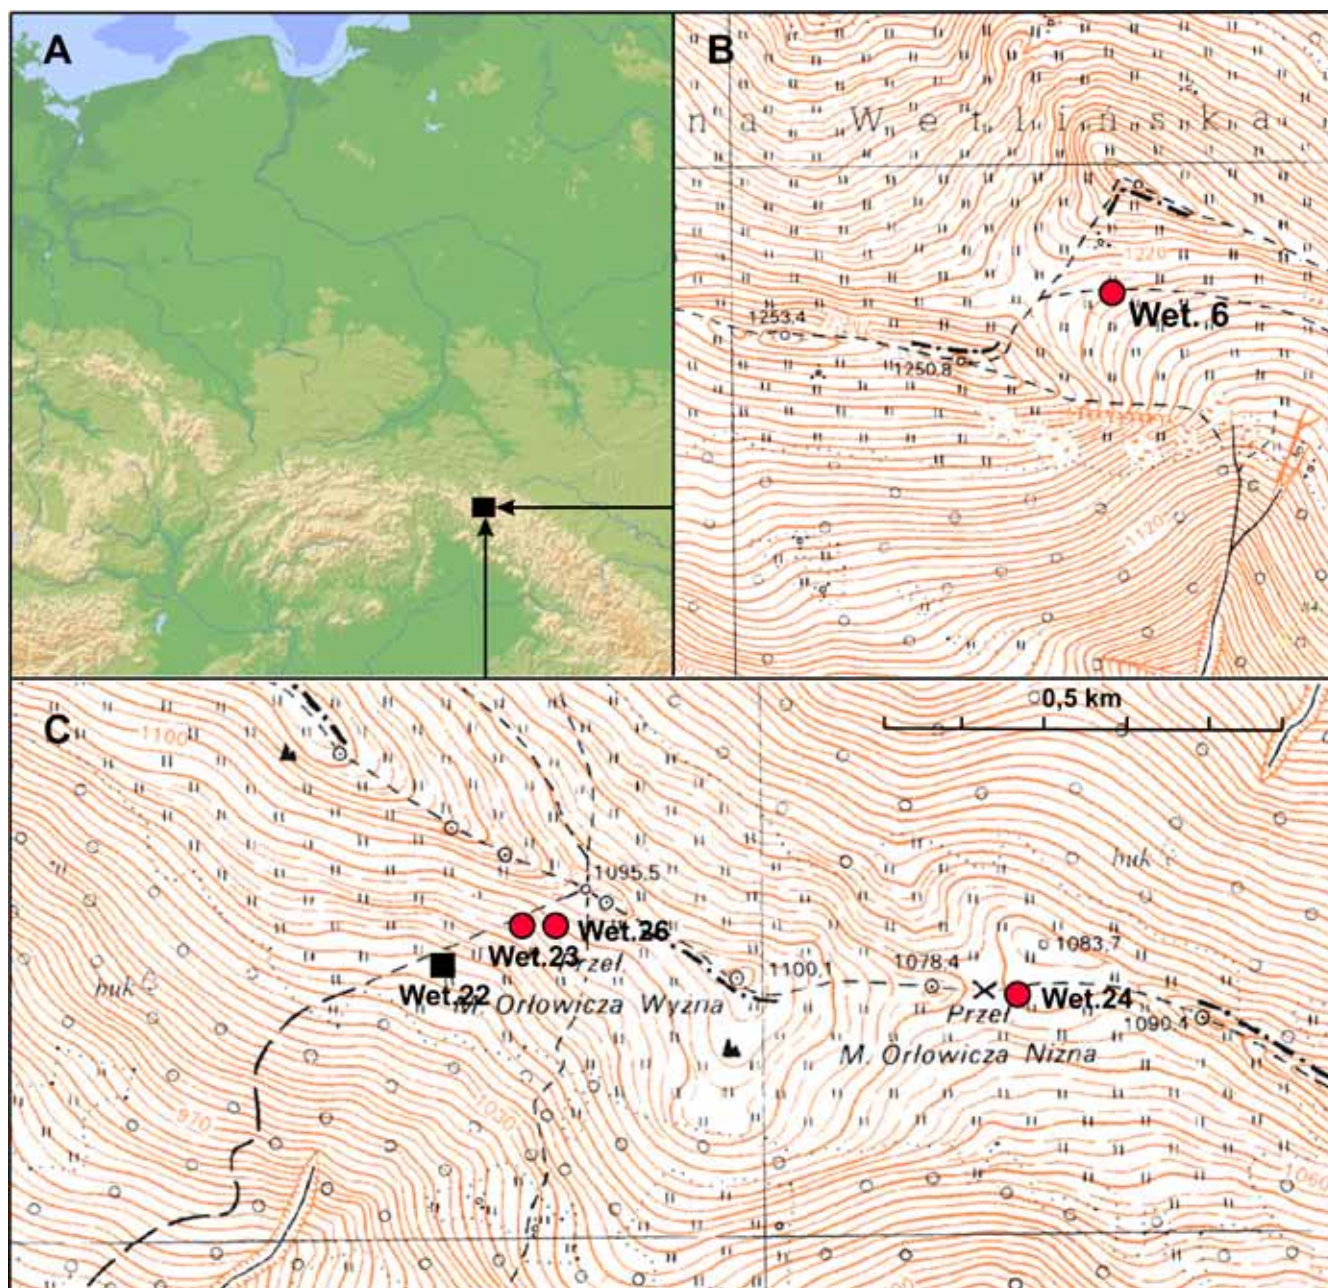 A
B
n a W e t l i ń s k a
1220
Wet. 6
1253.4
1250.8
1120
84
C
0,5 km
1100
1095.5
buk
Wet.26
Wet.23
Przeł
1083.7
1100.1
1078.4
buk
Wet.22
M. Orłowicza Wyżna
Wet.24
Przeł
1090.4
M. Orłowicza Niżna
970
1030
1060